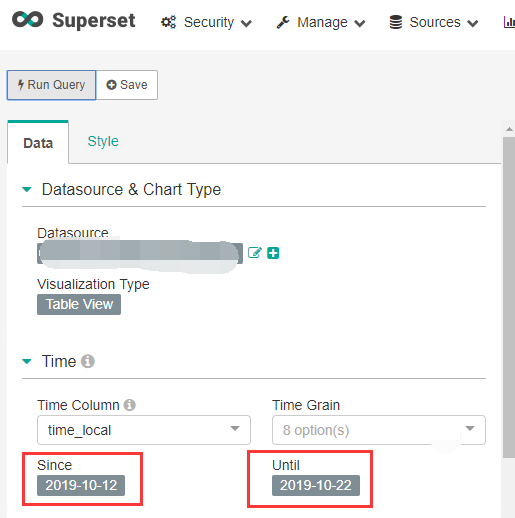 Superset Security Manage Sources
Run Query Save
Data Style
Datasource & Chart Type
Datasource
Visualization Type
Table View
Time
Time Column Time Grain
time_local 8 option(s)
Since Until
2019-10-12 2019-10-22